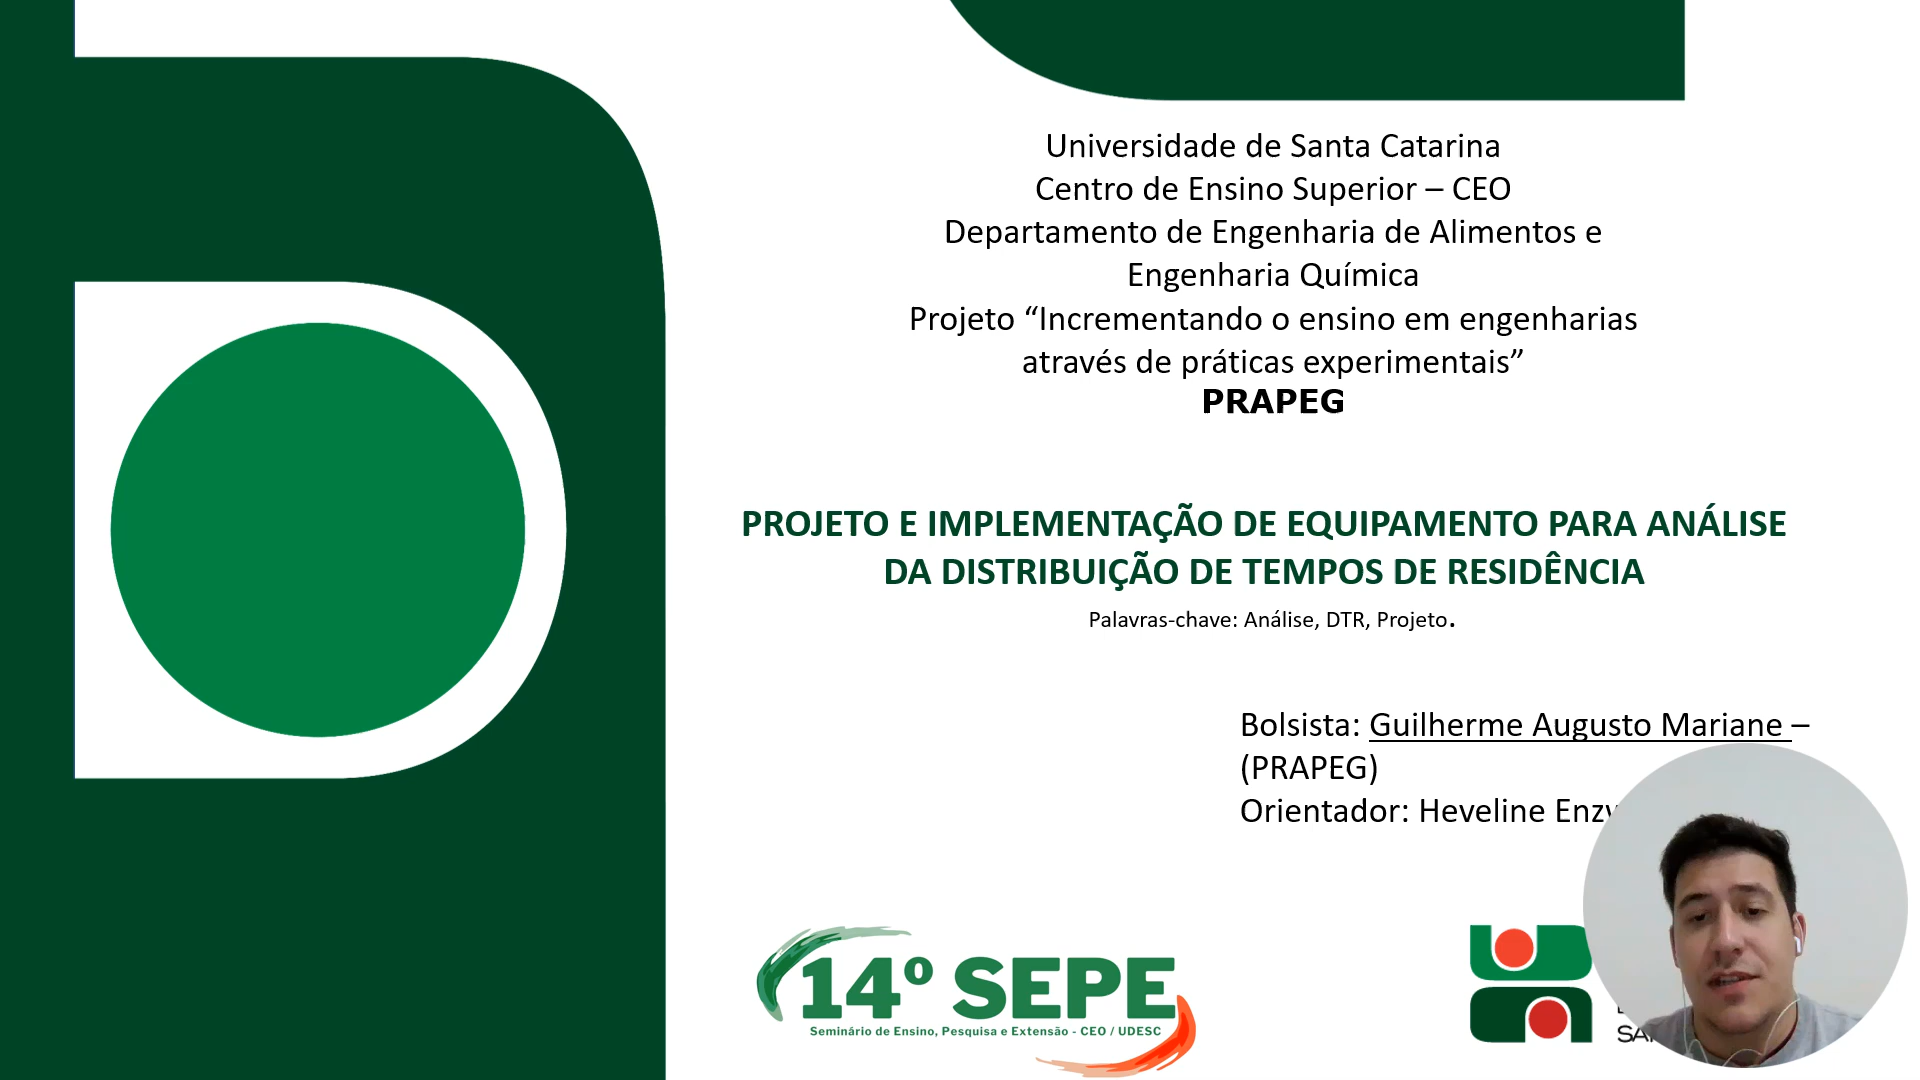 Universidade de Santa Catarina
Centro de Ensino Superior – CEO
Departamento de Engenharia de Alimentos e
Engenharia Química
Projeto “Incrementando o ensino em engenharias
através de práticas experimentais”
PRAPEG
PROJETO E IMPLEMENTAÇÃO DE EQUIPAMENTO PARA ANÁLISE
DA DISTRIBUIÇÃO DE TEMPOS DE RESIDÊNCIA
Palavras-chave: Análise, DTR, Projeto.
Bolsista: Guilherme Augusto Mariane –
(PRAPEG)
Orientador: Heveline
14º SEPE
Seminário de Ensino, Pesquisa e Extensão - CEO / UDESC